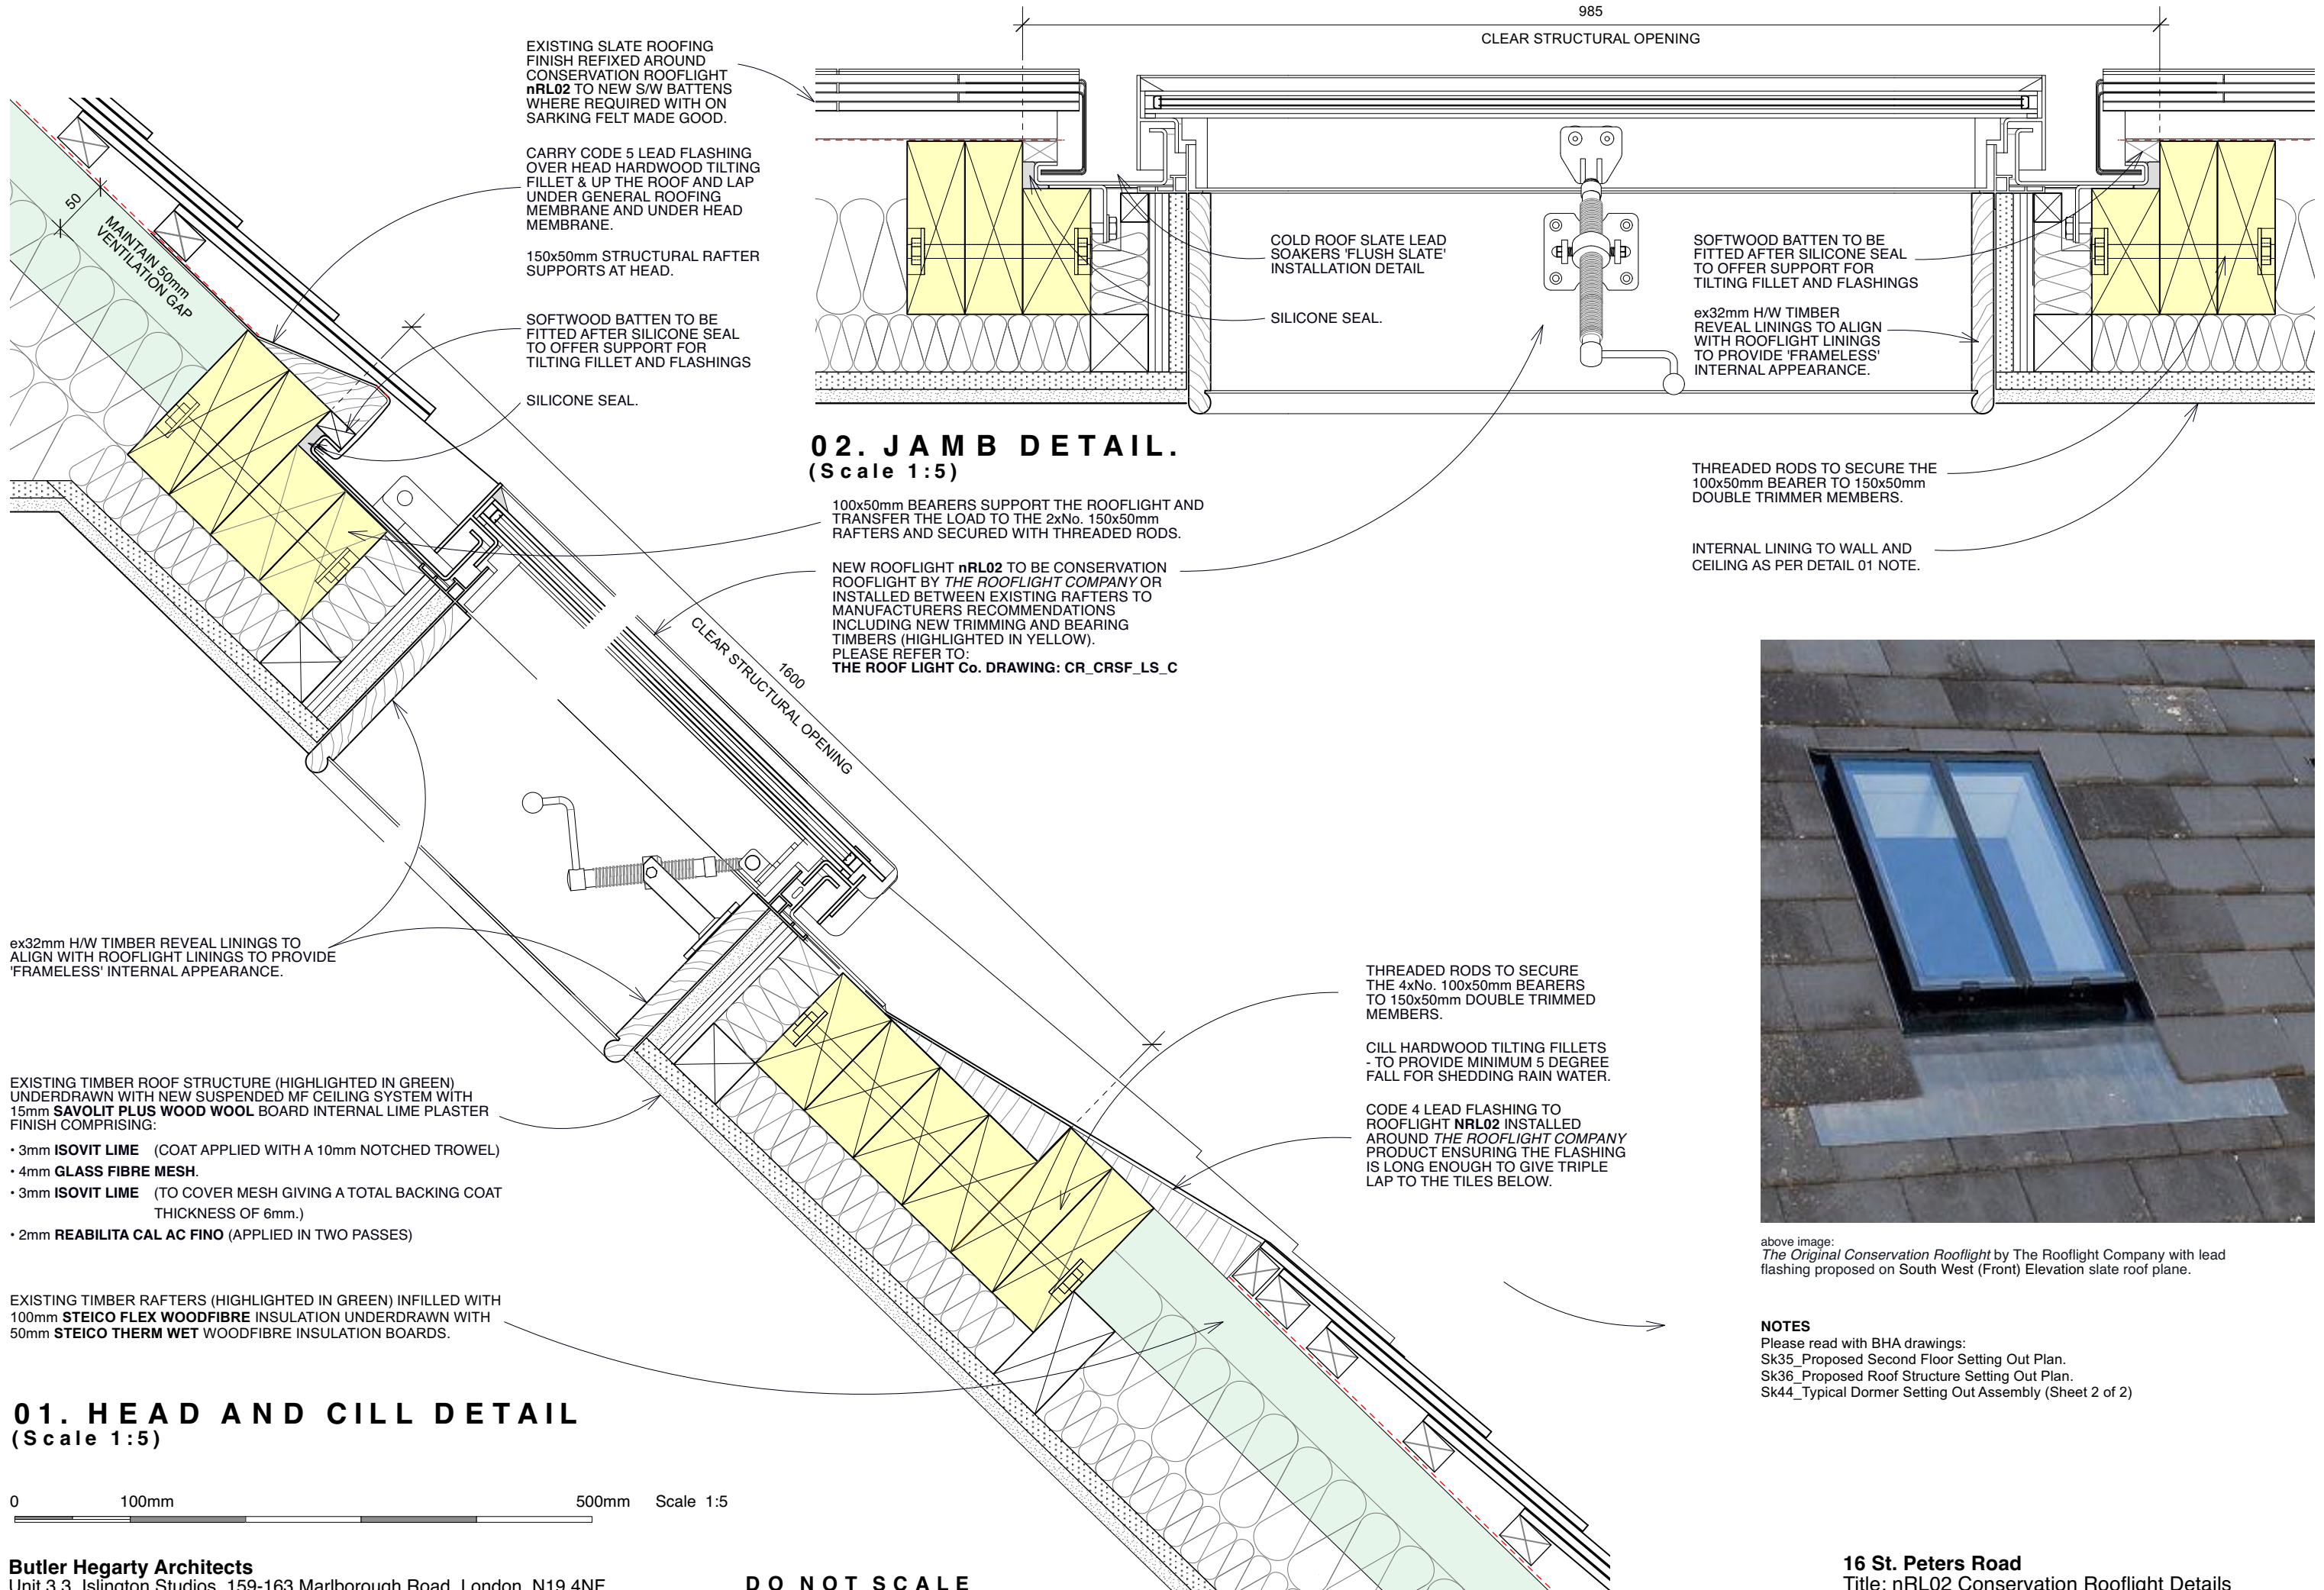 985
CLEAR STRUCTURAL OPENING
EXISTING SLATE ROOFING
FINISH REFIXED AROUND
CONSERVATION ROOFLIGHT
nRL02 TO NEW S/W BATTENS
WHERE REQUIRED WITH ON
SARKING FELT MADE GOOD.
CARRY CODE 5 LEAD FLASHING
OVER HEAD HARDWOOD TILTING
FILLET & UP THE ROOF AND LAP
UNDER GENERAL ROOFING
MEMBRANE AND UNDER HEAD
MEMBRANE.
150x50mm STRUCTURAL RAFTER
SUPPORTS AT HEAD.
SOFTWOOD BATTEN TO BE
FITTED AFTER SILICONE SEAL
TO OFFER SUPPORT FOR
TILTING FILLET AND FLASHINGS
SILICONE SEAL.
50
MAINTAIN 50mm
VENTILATION GAP
COLD ROOF SLATE LEAD
SOAKERS 'FLUSH SLATE'
INSTALLATION DETAIL
SILICONE SEAL.
SOFTWOOD BATTEN TO BE
FITTED AFTER SILICONE SEAL
TO OFFER SUPPORT FOR
TILTING FILLET AND FLASHINGS
ex32mm H/W TIMBER
REVEAL LININGS TO ALIGN
WITH ROOFLIGHT LININGS
TO PROVIDE 'FRAMELESS'
INTERNAL APPEARANCE.
02. JAMB DETAIL.
(Scale 1:5)
100x50mm BEARERS SUPPORT THE ROOFLIGHT AND
TRANSFER THE LOAD TO THE 2xNo. 150x50mm
RAFTERS AND SECURED WITH THREADED RODS.
NEW ROOFLIGHT nRL02 TO BE CONSERVATION
ROOFLIGHT BY THE ROOFLIGHT COMPANY OR
INSTALLED BETWEEN EXISTING RAFTERS TO
MANUFACTURERS RECOMMENDATIONS
INCLUDING NEW TRIMMING AND BEARING
TIMBERS (HIGHLIGHTED IN YELLOW).
PLEASE REFER TO:
THE ROOF LIGHT Co. DRAWING: CR_CRSF_LS_C
THREADED RODS TO SECURE THE
100x50mm BEARER TO 150x50mm
DOUBLE TRIMMER MEMBERS.
INTERNAL LINING TO WALL AND
CEILING AS PER DETAIL 01 NOTE.
1600
CLEAR STRUCTURAL OPENING
ex32mm H/W TIMBER REVEAL LININGS TO
ALIGN WITH ROOFLIGHT LININGS TO PROVIDE
'FRAMELESS' INTERNAL APPEARANCE.
THREADED RODS TO SECURE
THE 4xNo. 100x50mm BEARERS
TO 150x50mm DOUBLE TRIMMED
MEMBERS.
CILL HARDWOOD TILTING FILLETS
- TO PROVIDE MINIMUM 5 DEGREE
FALL FOR SHEDDING RAIN WATER.
CODE 4 LEAD FLASHING TO
ROOFLIGHT NRL02 INSTALLED
AROUND THE ROOFLIGHT COMPANY
PRODUCT ENSURING THE FLASHING
IS LONG ENOUGH TO GIVE TRIPLE
LAP TO THE TILES BELOW.
EXISTING TIMBER ROOF STRUCTURE (HIGHLIGHTED IN GREEN)
UNDERDRAWN WITH NEW SUSPENDED MF CEILING SYSTEM WITH
15mm SAVOLIT PLUS WOOD WOOL BOARD INTERNAL LIME PLASTER
FINISH COMPRISING:
• 3mm ISOVIT LIME (COAT APPLIED WITH A 10mm NOTCHED TROWEL)
• 4mm GLASS FIBRE MESH.
• 3mm ISOVIT LIME (TO COVER MESH GIVING A TOTAL BACKING COAT
THICKNESS OF 6mm.)
• 2mm REABILITA CAL AC FINO (APPLIED IN TWO PASSES)
EXISTING TIMBER RAFTERS (HIGHLIGHTED IN GREEN) INFILLED WITH
100mm STEICO FLEX WOODFIBRE INSULATION UNDERDRAWN WITH
50mm STEICO THERM WET WOODFIBRE INSULATION BOARDS.
above image:
The Original Conservation Rooflight by The Rooflight Company with lead
flashing proposed on South West (Front) Elevation slate roof plane.
NOTES
Please read with BHA drawings:
Sk35_Proposed Second Floor Setting Out Plan.
Sk36_Proposed Roof Structure Setting Out Plan.
Sk44_Typical Dormer Setting Out Assembly (Sheet 2 of 2)
01. HEAD AND CILL DETAIL
(Scale 1:5)
0 100mm 500mm Scale 1:5
Butler Hegarty Architects
Unit 3.3, Islington Studios, 159-163 Marlborough Road, London, N19 4NF
DO NOT SCALE
16 St. Peters Road
Title: nRL02 Conservation Rooflight Details